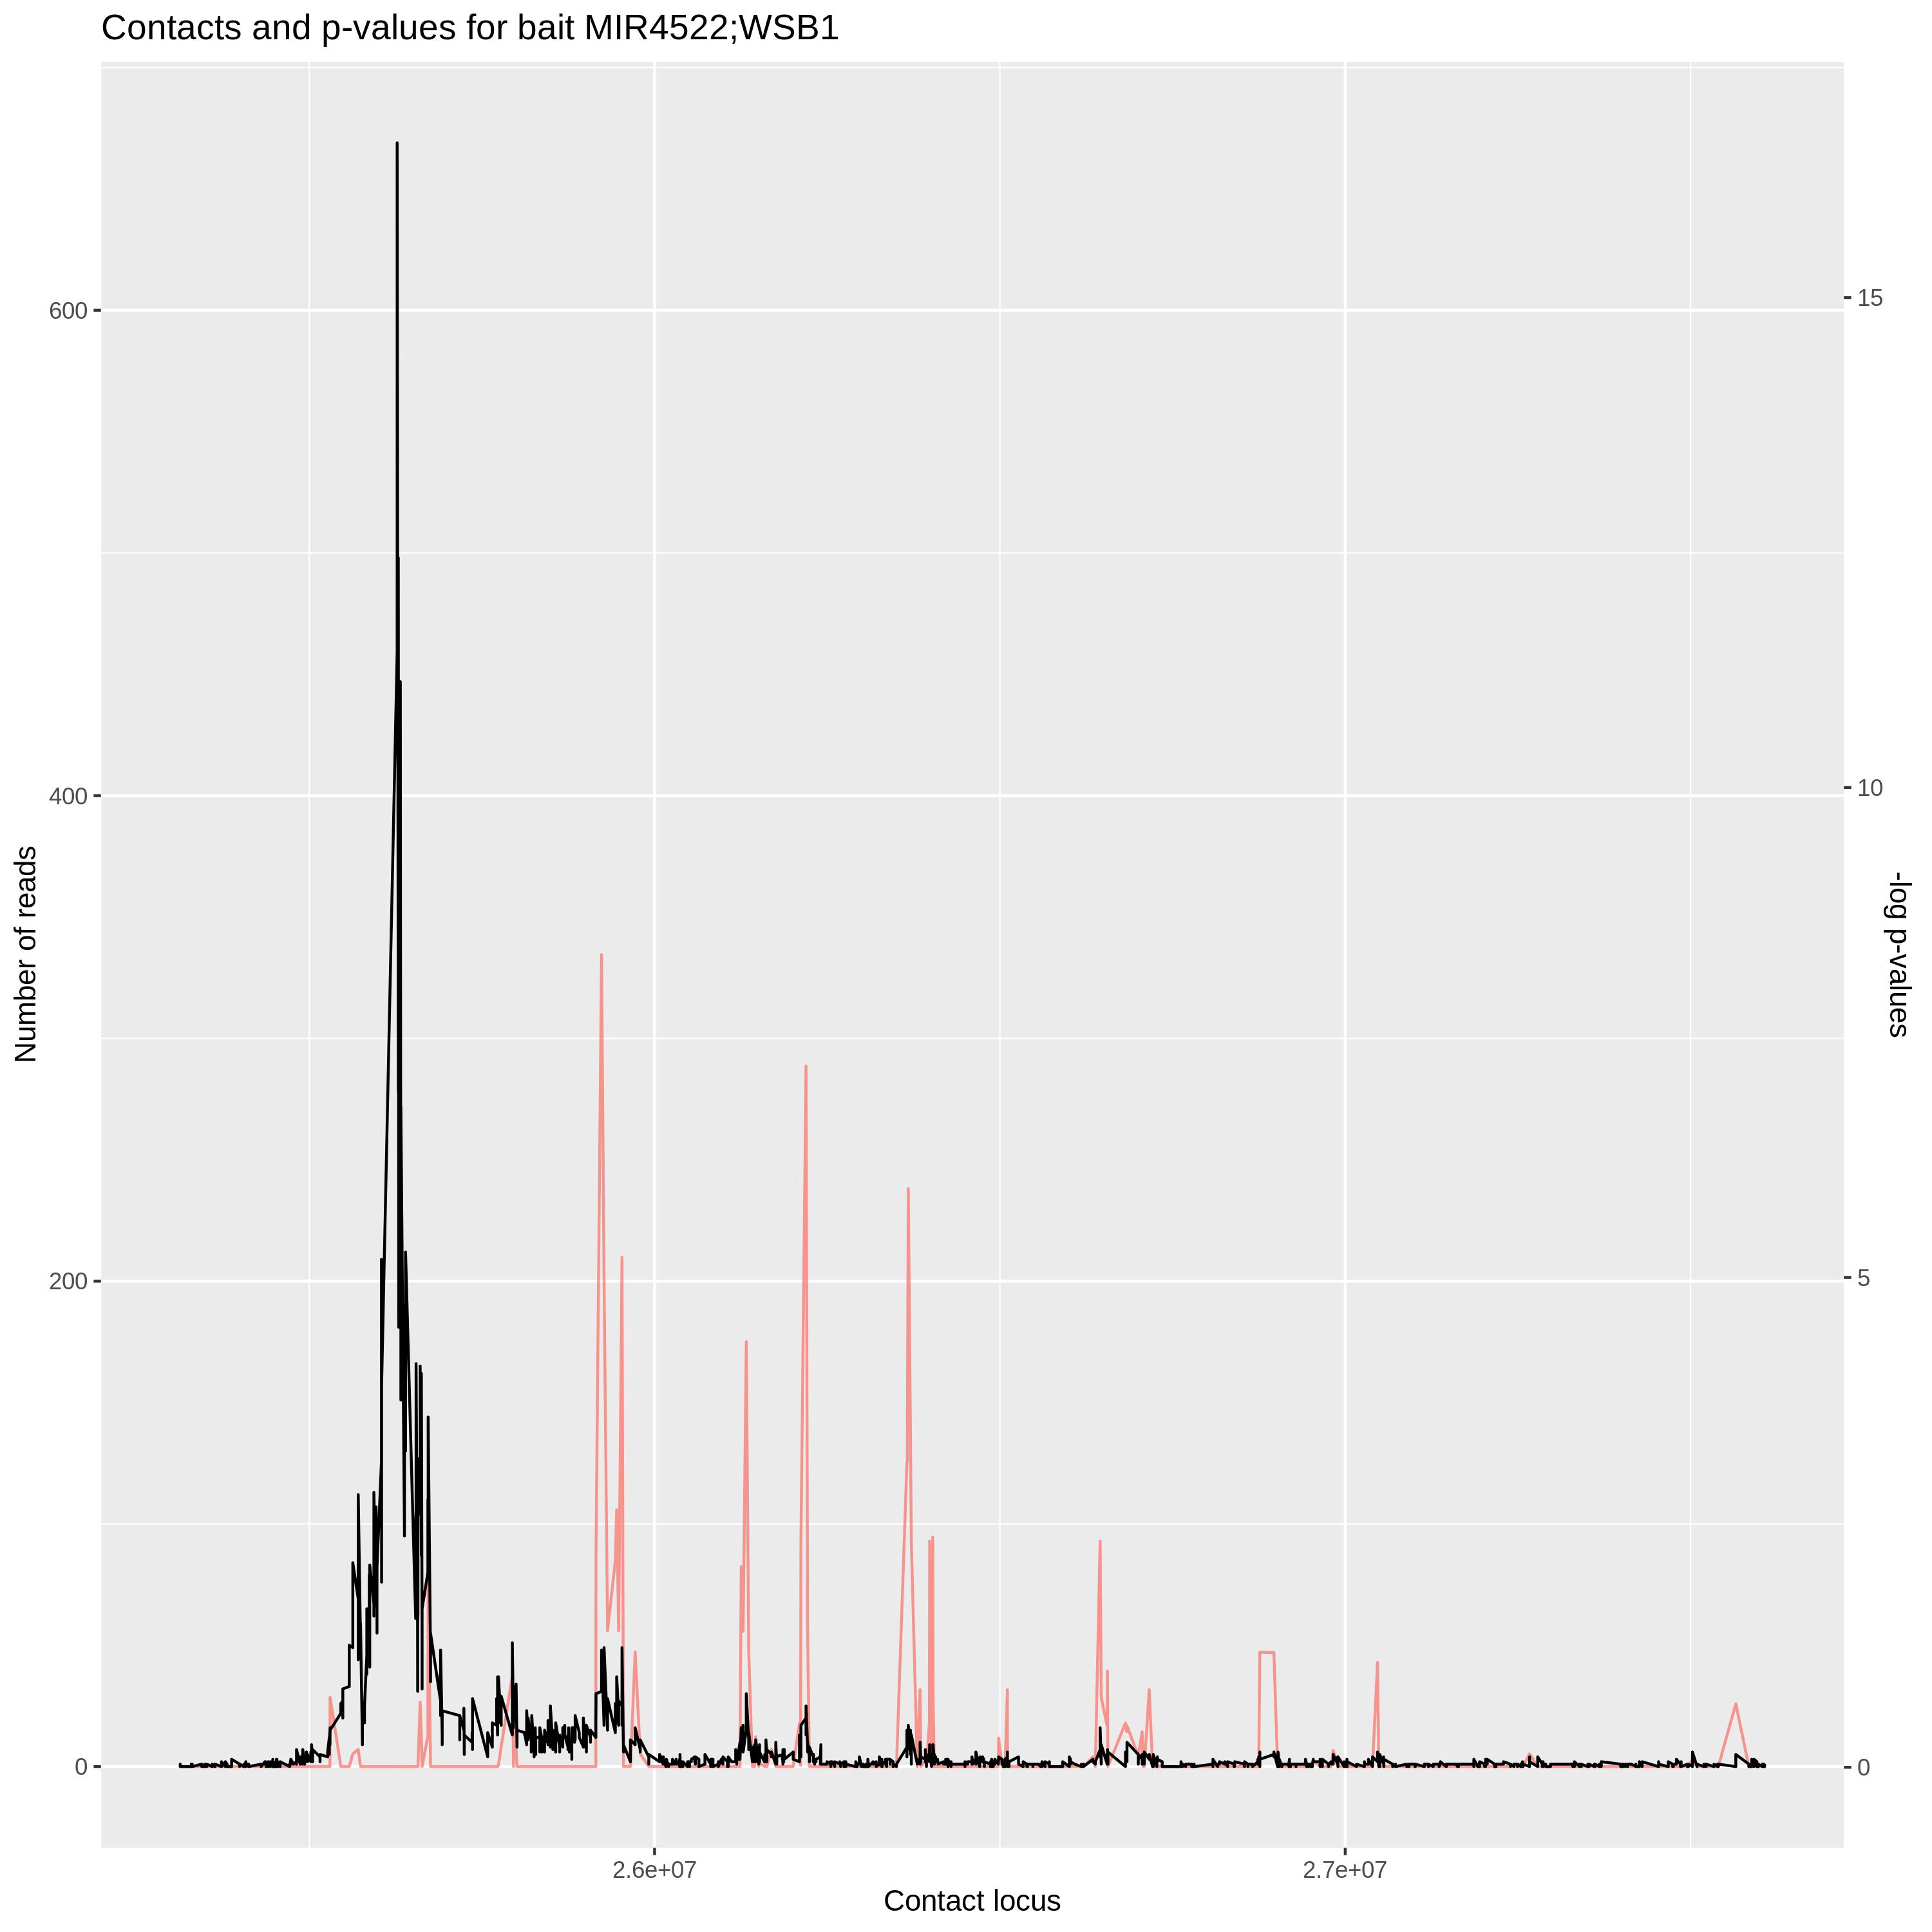 Contacts and p-values for bait MIR4522;WSB1
Number of reads
600
400
200
0
15
10
5
0
-log p-values
2.6e+07
2.7e+07
Contact locus